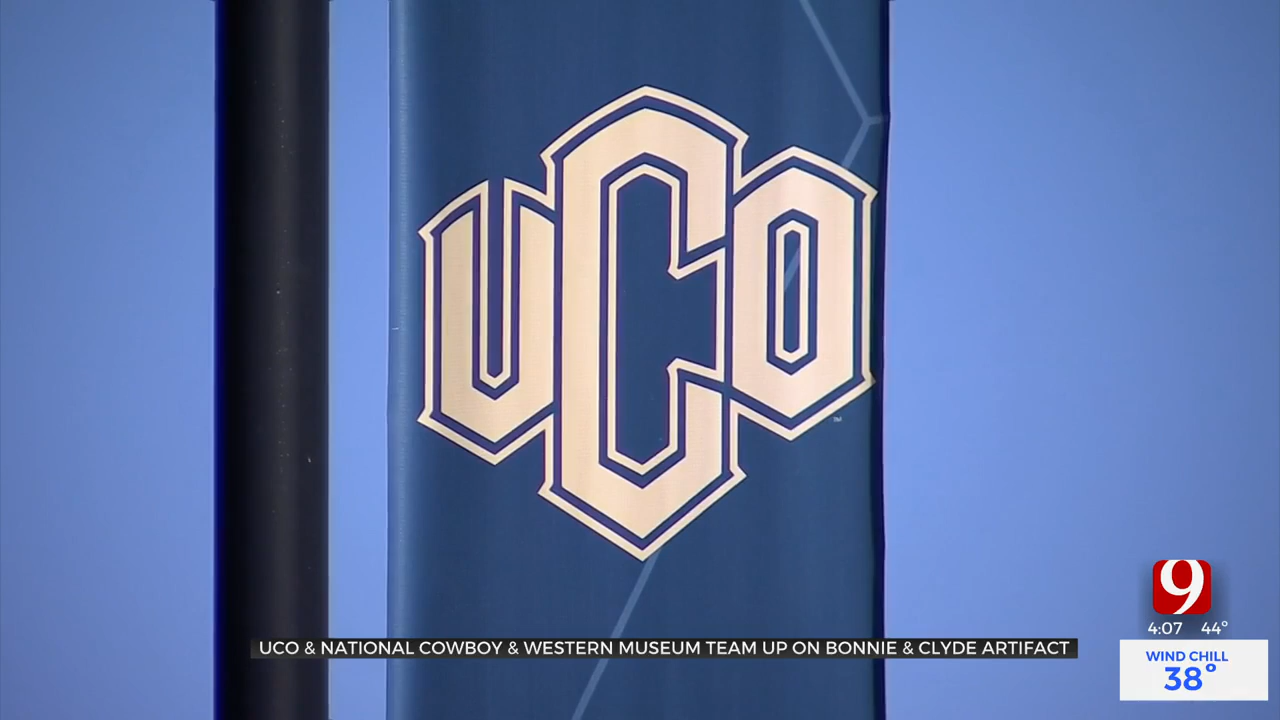 UCO
TM
UCO & NATIONAL COWBOY & WESTERN MUSEUM TEAM UP ON BONNIE & CLYDE ARTIFACT
9
4:07 44°
WIND CHILL
38°